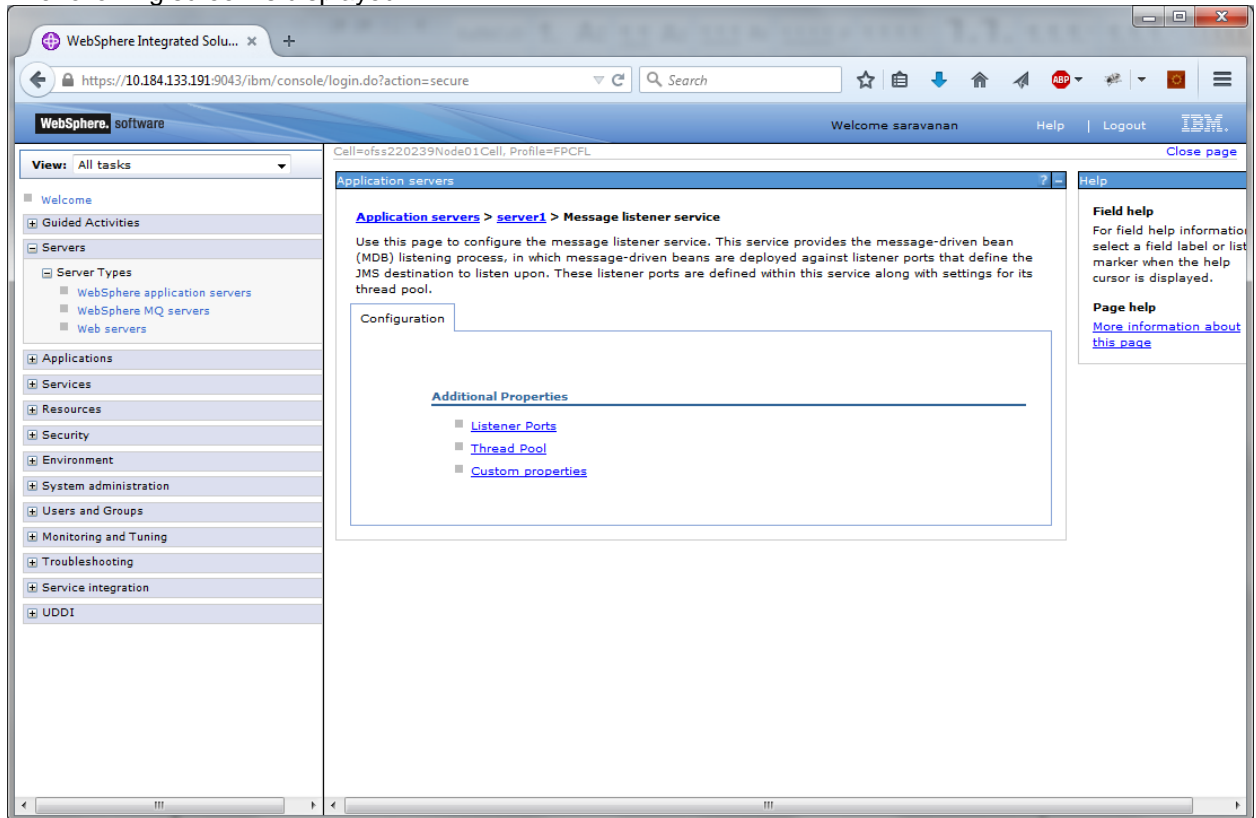 WebSphere Integrated Solu... × +
https://10.184.133.191:9043/ibm/console/login.do?action=secure
Search
ABP
WebSphere. software
Welcome saravanan
Help | Logout
IBM.
View: All tasks
Welcome
Guided Activities
Servers
Server Types
WebSphere application servers
WebSphere MQ servers
Web servers
Applications
Services
Resources
Security
Environment
System administration
Users and Groups
Monitoring and Tuning
Troubleshooting
Service integration
UDDI
Cell=ofss220239Node01Cell, Profile=FPCFL
Close page
Application servers
? –
Application servers > server1 > Message listener service
Use this page to configure the message listener service. This service provides the message-driven bean
(MDB) listening process, in which message-driven beans are deployed against listener ports that define the
JMS destination to listen upon. These listener ports are defined within this service along with settings for its
thread pool.
Configuration
Additional Properties
Listener Ports
Thread Pool
Custom properties
Help
Field help
For field help information
select a field label or list
marker when the help
cursor is displayed.
Page help
More information about
this page